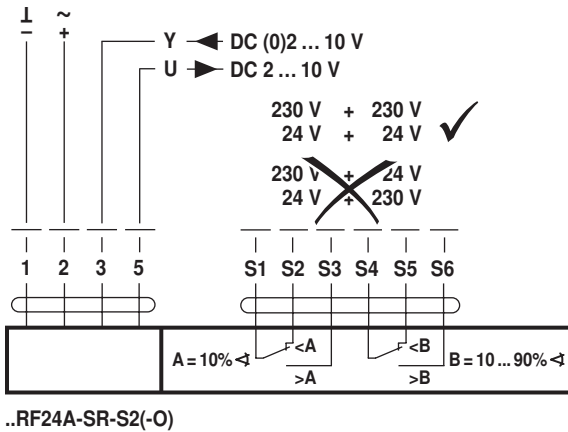 ⊥ ~
– +
Y DC (0)2 ... 10 V
U DC 2 ... 10 V
230 V + 230 V
24 V + 24 V
230 V + 24 V
24 V + 230 V
1 2 3 5 S1 S2 S3 S4 S5 S6
A = 10% <A >A <B >B B = 10 ... 90%
..RF24A-SR-S2(-O)